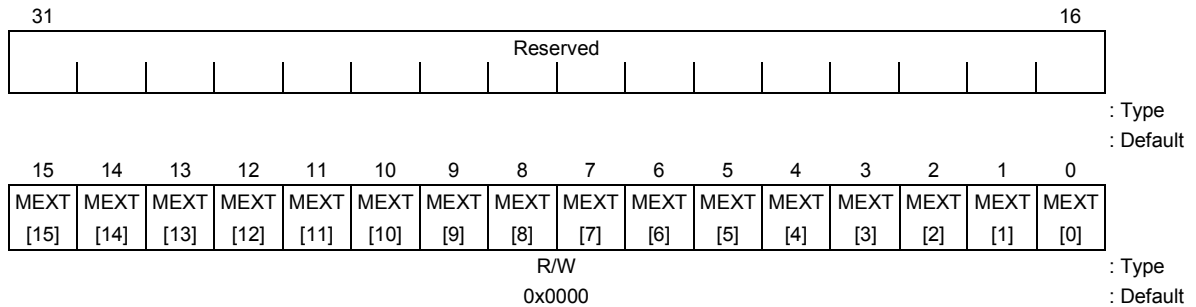 31 16
Reserved
: Type
: Default
15 14 13 12 11 10 9 8 7 6 5 4 3 2 1 0
MEXT MEXT MEXT MEXT MEXT MEXT MEXT MEXT MEXT MEXT MEXT MEXT MEXT MEXT MEXT MEXT
[15] [14] [13] [12] [11] [10] [9] [8] [7] [6] [5] [4] [3] [2] [1] [0]
R/W : Type
0x0000 : Default